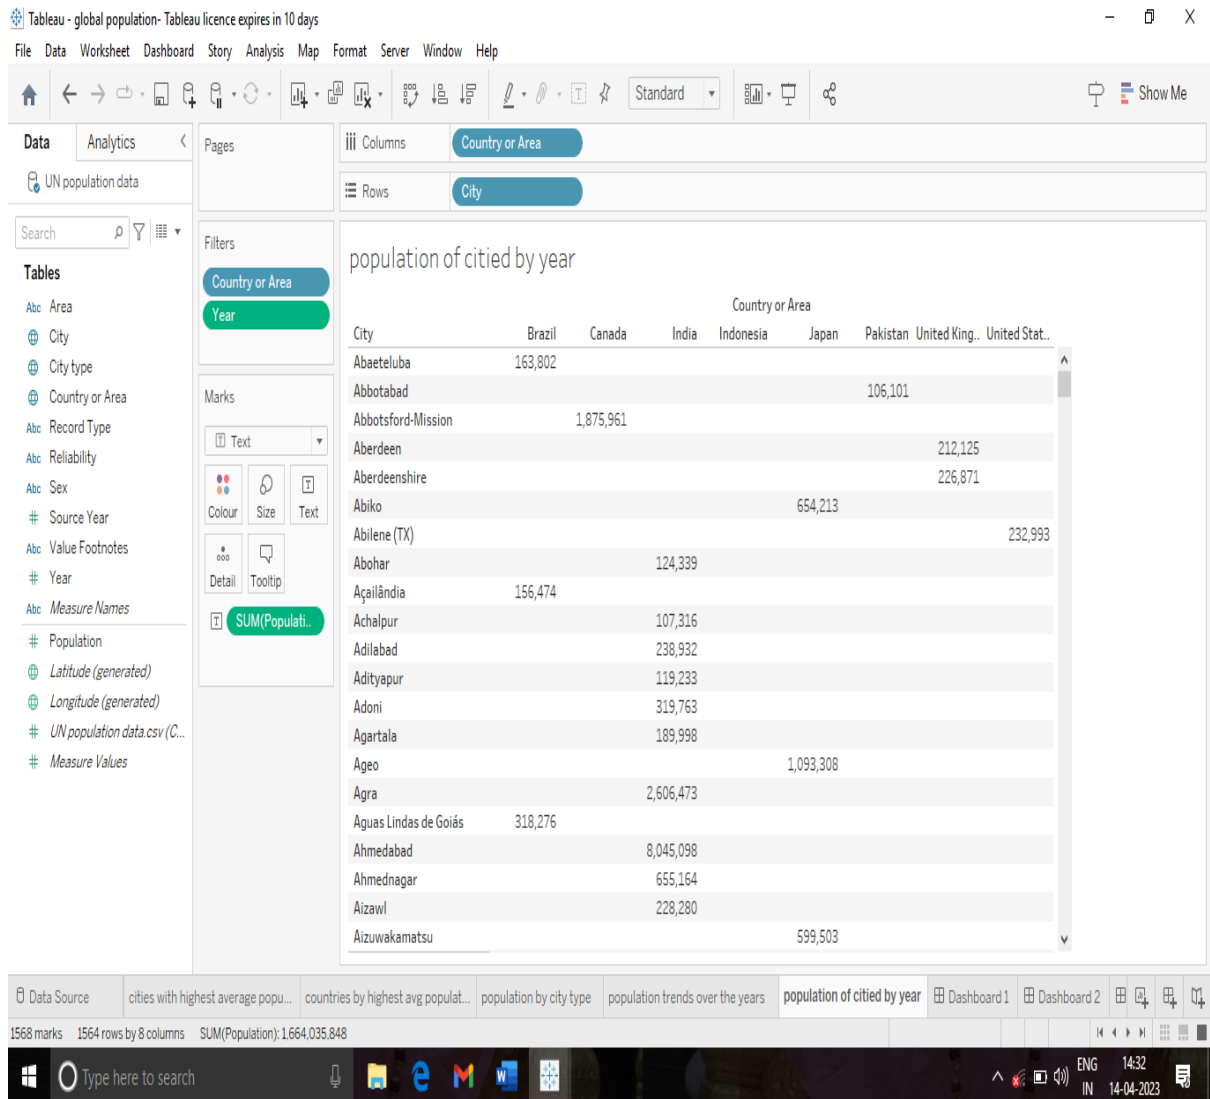 Tableau - global population- Tableau licence expires in 10 days
File Data Worksheet Dashboard Story Analysis Map Format Server Window Help
Standard
Show Me
Data Analytics
UN population data
Search
Tables
Abc Area
City
City type
Country or Area
Abc Record Type
Abc Reliability
Abc Sex
# Source Year
Abc Value Footnotes
# Year
Abc Measure Names
# Population
Latitude (generated)
Longitude (generated)
# UN population data.csv (C...
# Measure Values
Pages
Filters
Country or Area
Year
Marks
T Text
Colour Size Text
Detail Tooltip
T SUM(Populati..
Columns Country or Area
Rows City
population of citied by year
Country or Area
City Brazil Canada India Indonesia Japan Pakistan United King.. United Stat..
Abaeteluba 163,802
Abbotabad 106,101
Abbotsford-Mission 1,875,961
Aberdeen 212,125
Aberdeenshire 226,871
Abiko 654,213
Abilene (TX) 232,993
Abohar 124,339
Açailândia 156,474
Achalpur 107,316
Adilabad 238,932
Adityapur 119,233
Adoni 319,763
Agartala 189,998
Ageo 1,093,308
Agra 2,606,473
Aguas Lindas de Goiás 318,276
Ahmedabad 8,045,098
Ahmednagar 655,164
Aizawl 228,280
Aizuwakamatsu 599,503
Data Source cities with highest average popu... countries by highest avg populat... population by city type population trends over the years population of citied by year Dashboard 1 Dashboard 2
1568 marks 1564 rows by 8 columns SUM(Population): 1,664,035,848
Type here to search
ENG
IN
14:32
14-04-2023